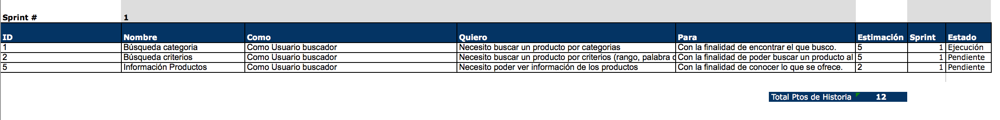 Sprint # 1
ID Nombre Como Quiero Para Estimación Sprint Estado
1 Búsqueda categoria Como Usuario buscador Necesito buscar un producto por categorias Con la finalidad de encontrar el que busco. 5 1 Ejecución
2 Búsqueda criterios Como Usuario buscador Necesito buscar un producto por criterios (rango, palabra Con la finalidad de poder buscar un producto al 5 1 Pendiente
5 Información Productos Como Usuario buscador Necesito poder ver información de los productos Con la finalidad de conocer lo que se ofrece. 2 1 Pendiente
Total Ptos de Historia 12